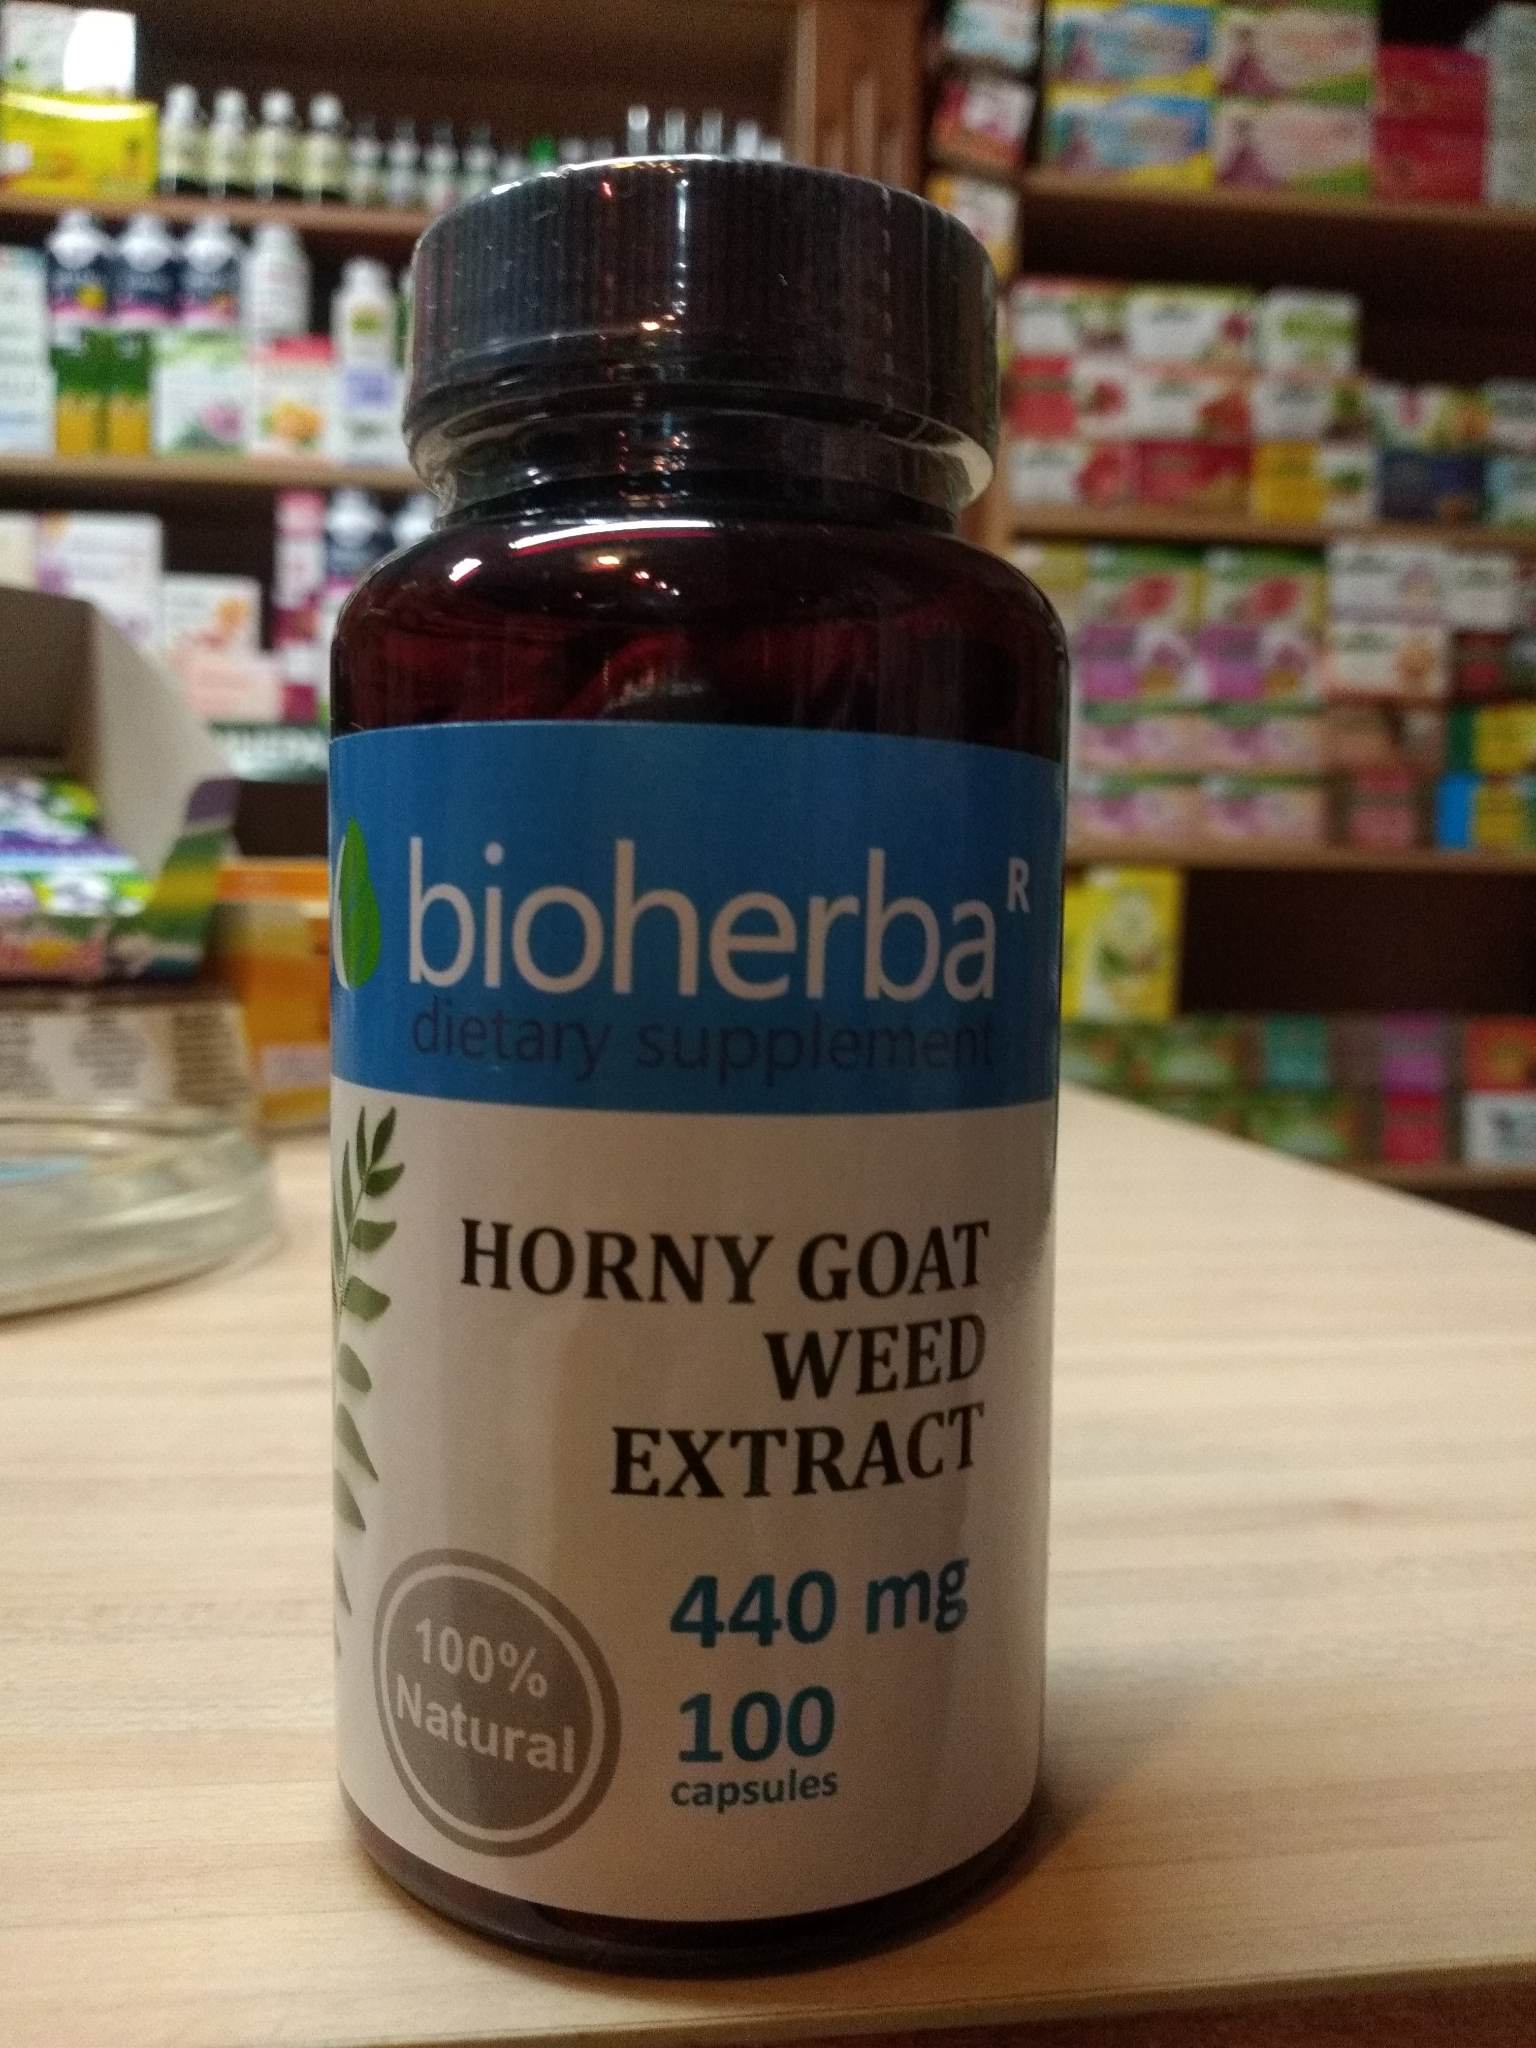 bioherba R
dietary supplement
HORNY GOAT
WEED
EXTRACT
440 mg
100
capsules
100%
Natural